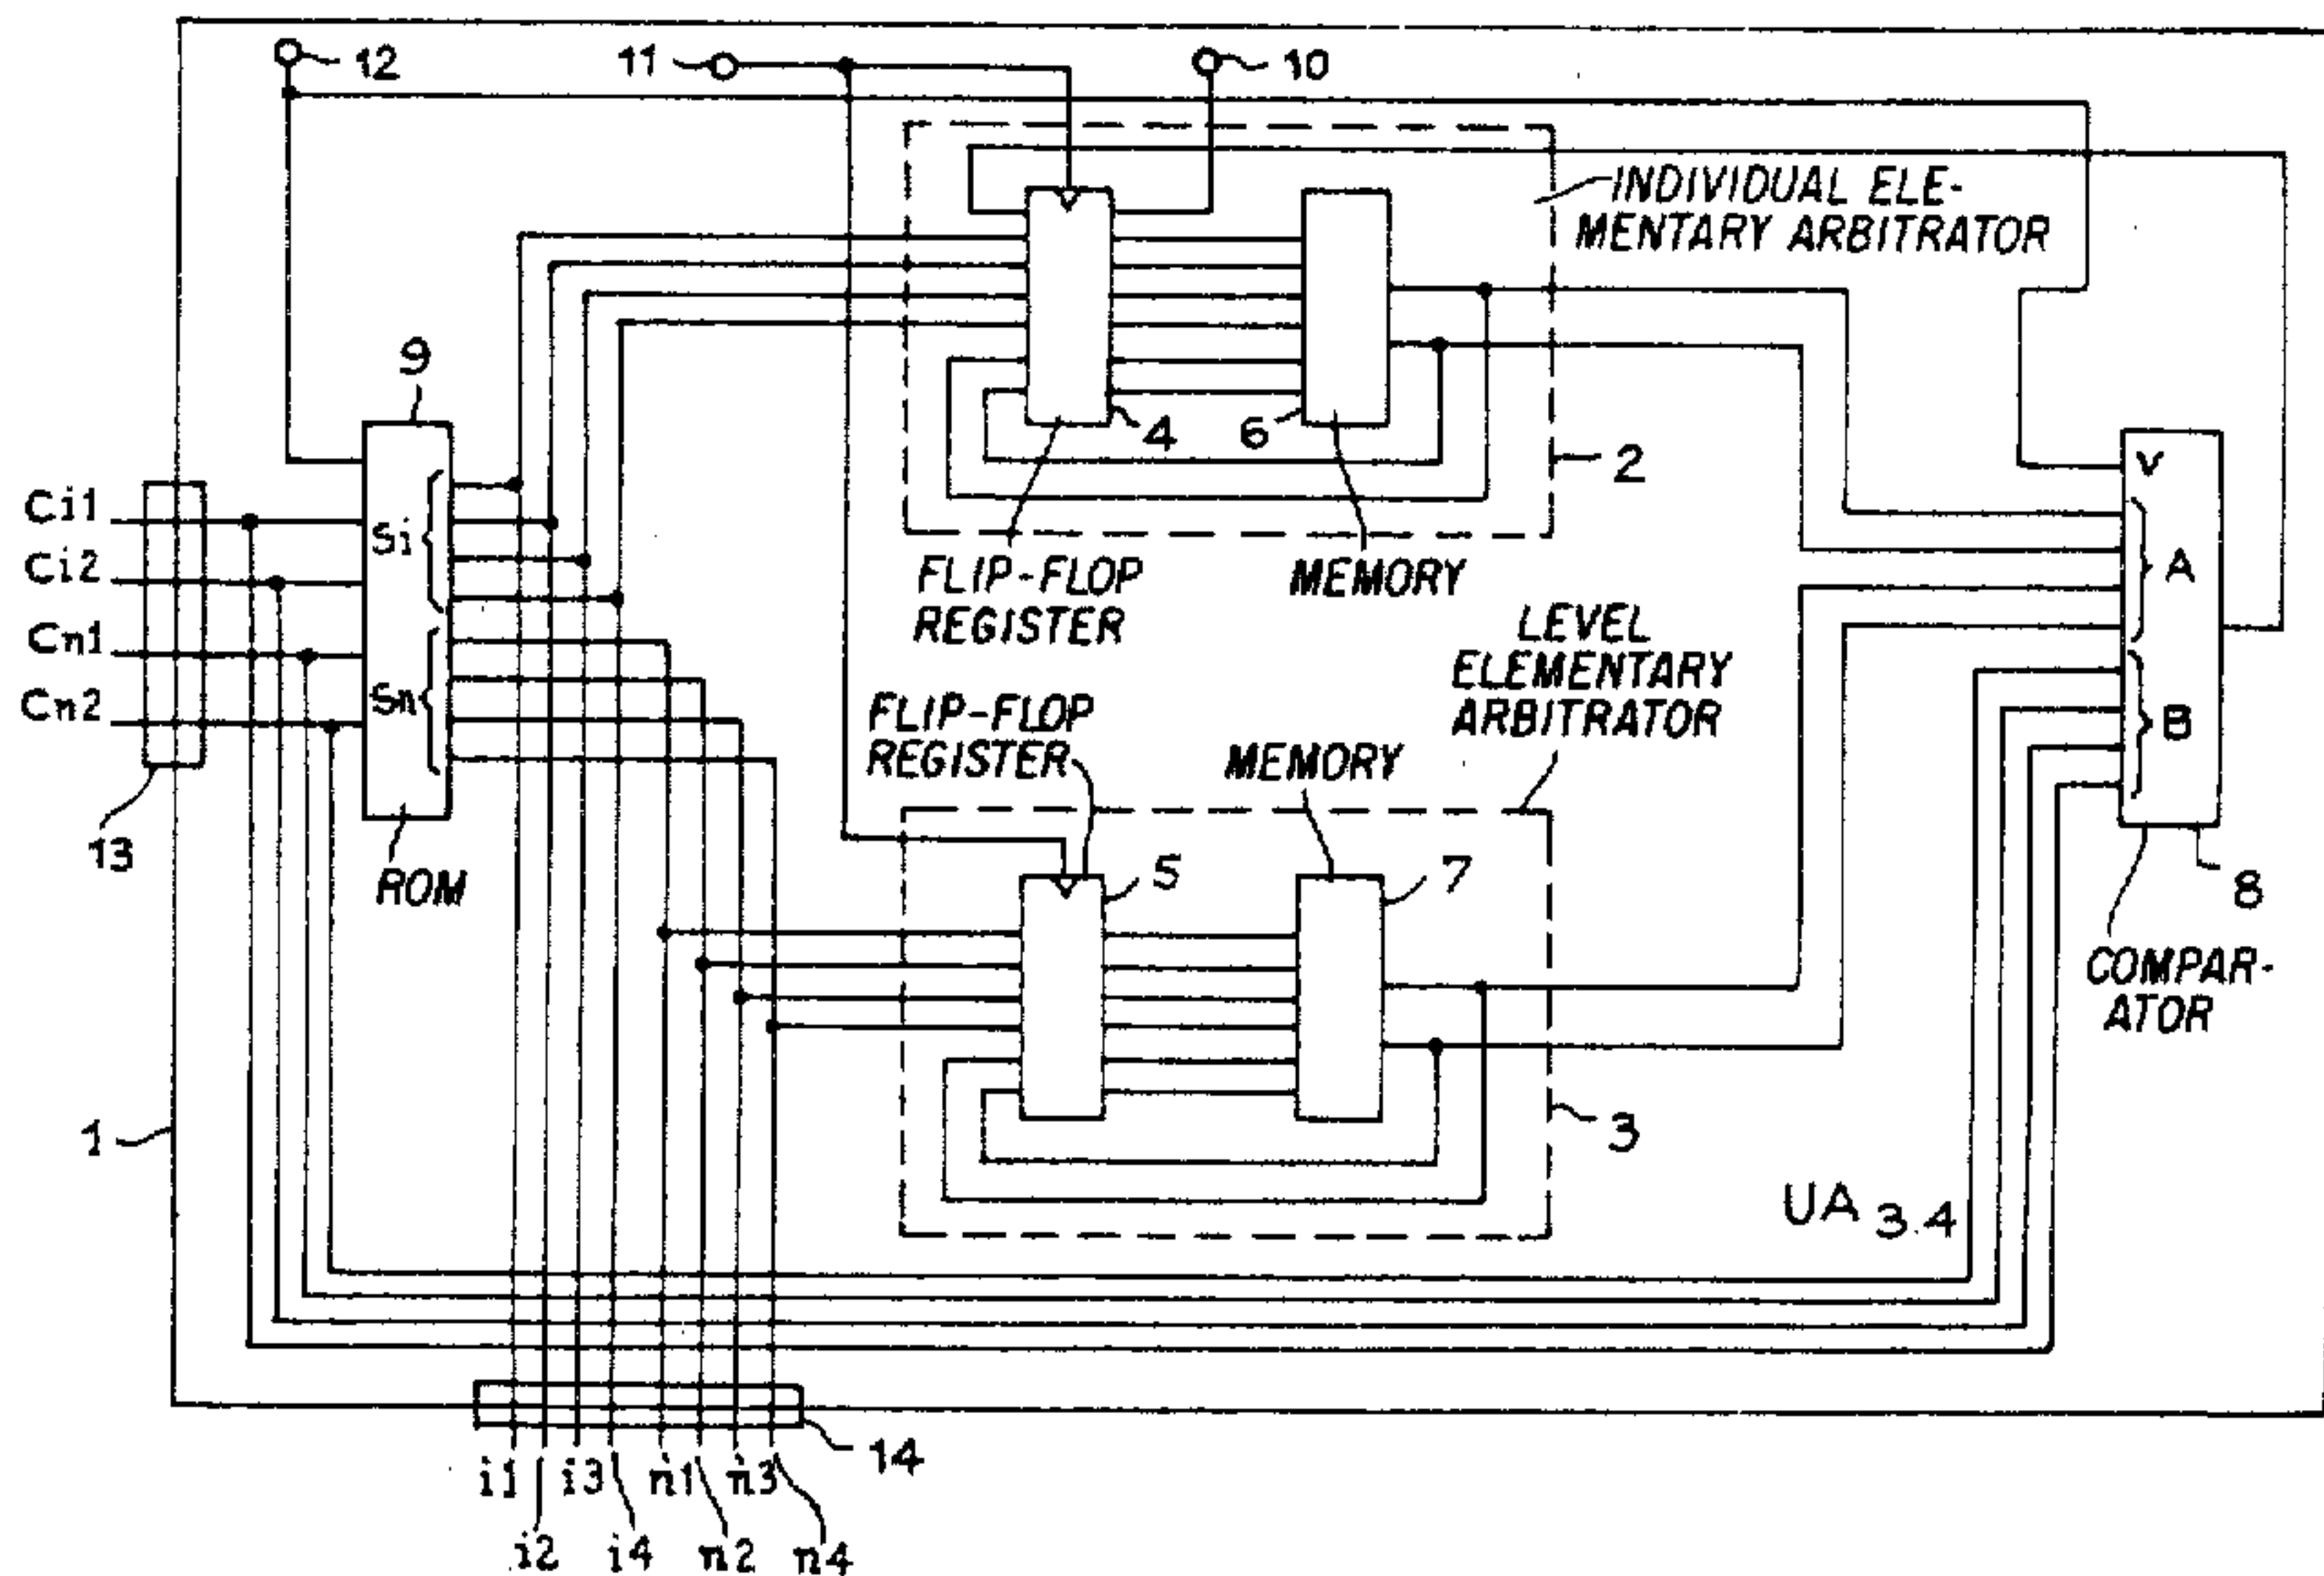 12
11
10
INDIVIDUAL ELE-
MENTARY ARBITRATOR
9
4
6
2
V
Ci1
Si
A
Ci2
FLIP-FLOP
REGISTER
MEMORY
LEVEL
ELEMENTARY
ARBITRATOR
Cn1
Sn
Cn2
B
FLIP-FLOP
REGISTER
MEMORY
13
ROM
5
7
8
COMPAR-
ATOR
1
3
UA 3.4
14
i1
i3
n1
n3
i2
i4
n2
n4